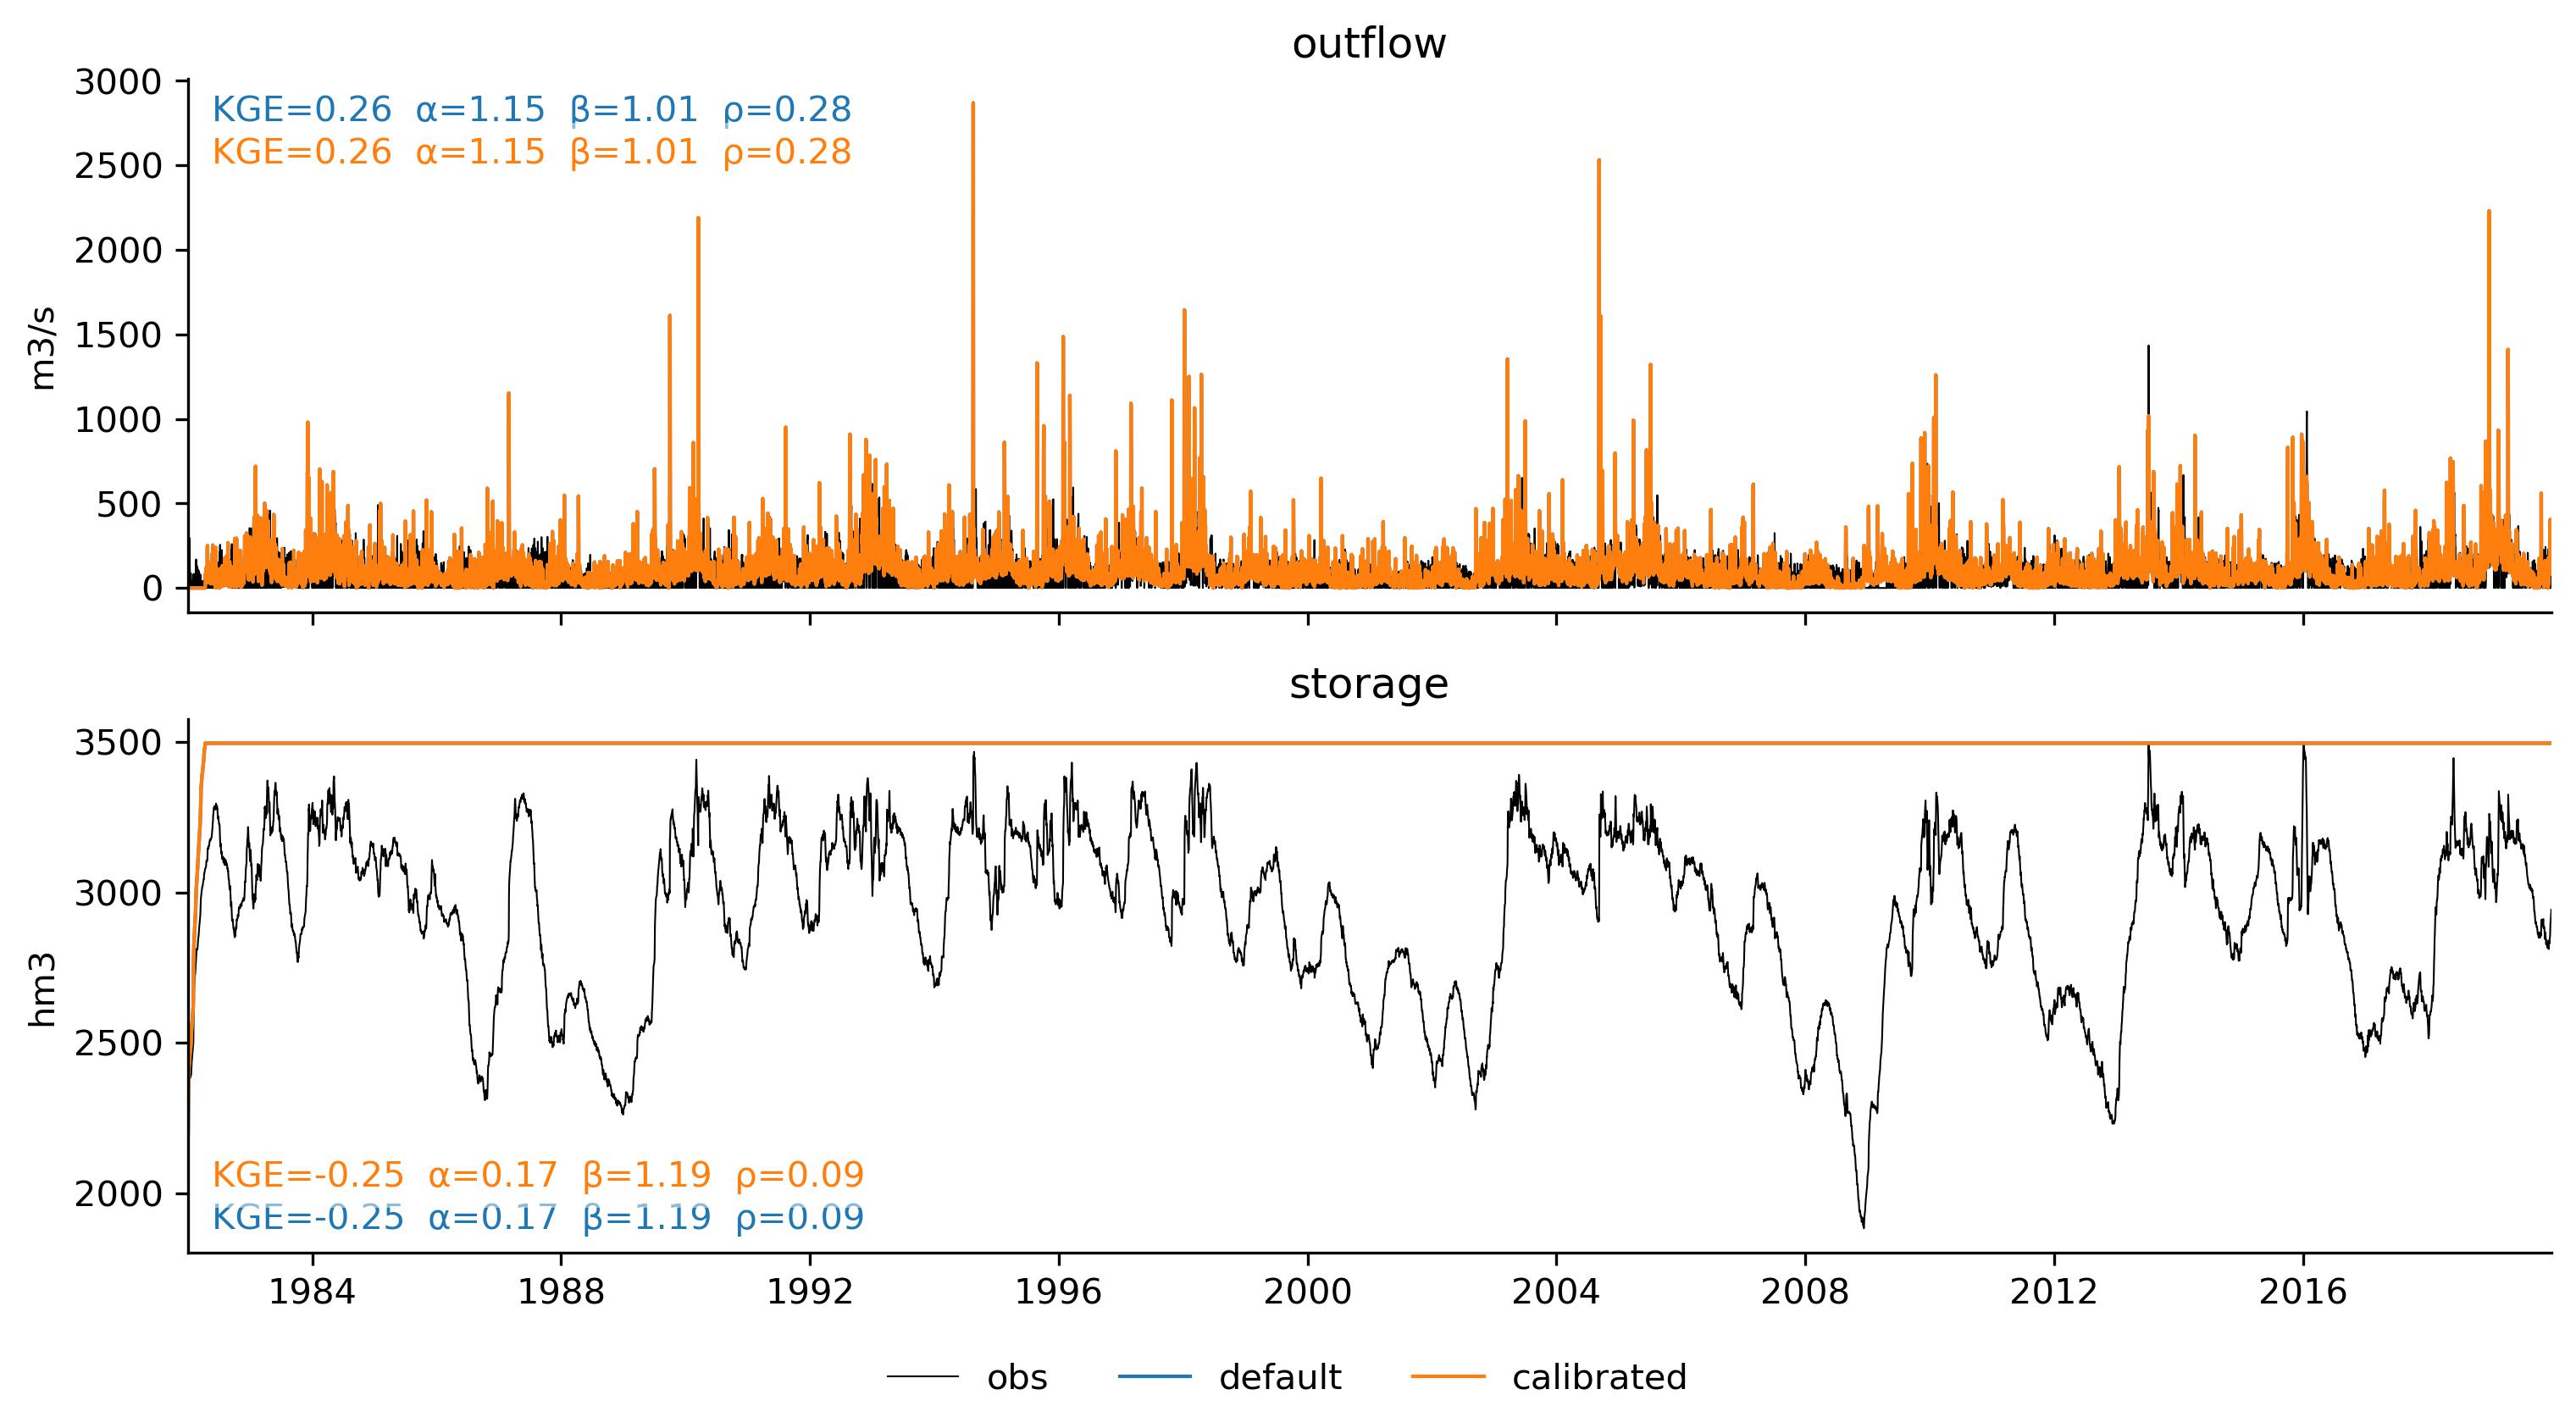 outflow
3000
2500
2000
1500
1000
500
0
m3/s
KGE=0.26 α=1.15 β=1.01 ρ=0.28
KGE=0.26 α=1.15 β=1.01 ρ=0.28
storage
3500
3000
2500
2000
hm3
KGE=-0.25 α=0.17 β=1.19 ρ=0.09
KGE=-0.25 α=0.17 β=1.19 ρ=0.09
1984 1988 1992 1996 2000 2004 2008 2012 2016
obs default calibrated